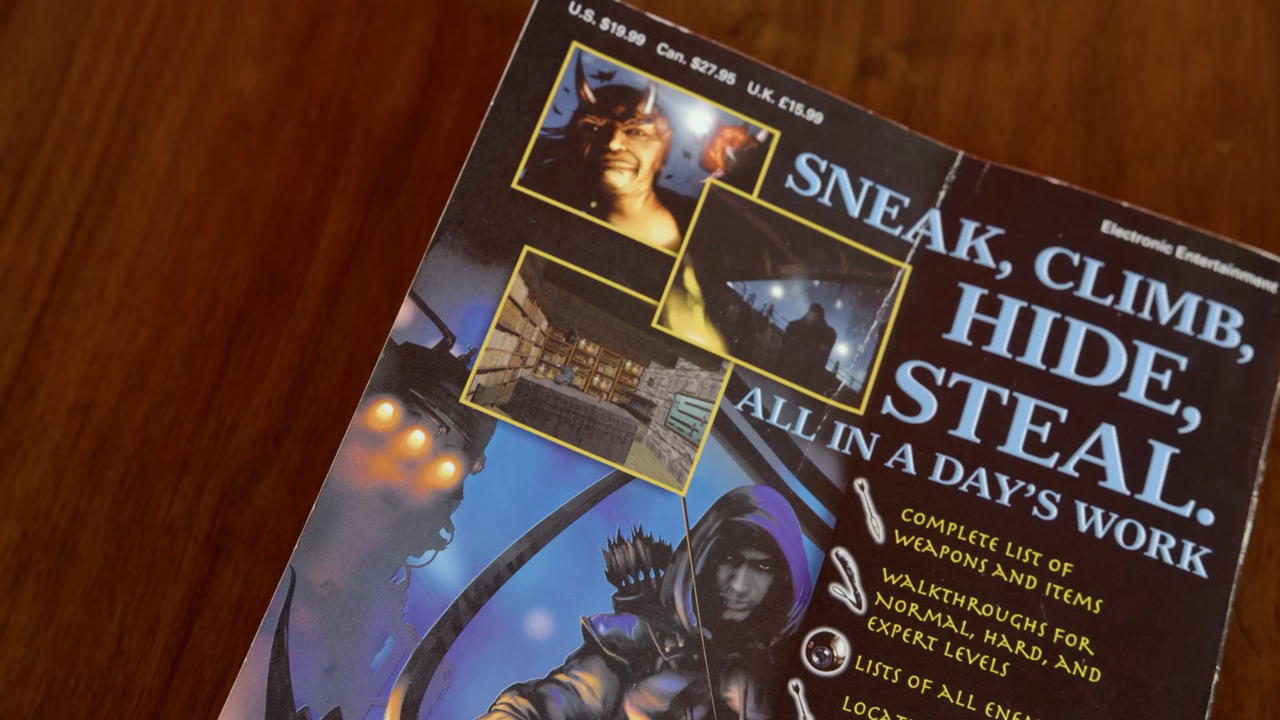 U.S. $19.99 Can. $27.95 U.K. £15.99
Electronic Entertainment
SNEAK, CLIMB,
HIDE,
STEAL.
ALL IN A DAY'S WORK
COMPLETE LIST OF
WEAPONS AND ITEMS
WALKTHROUGHS FOR
NORMAL, HARD, AND
EXPERT LEVELS
LISTS OF ALL